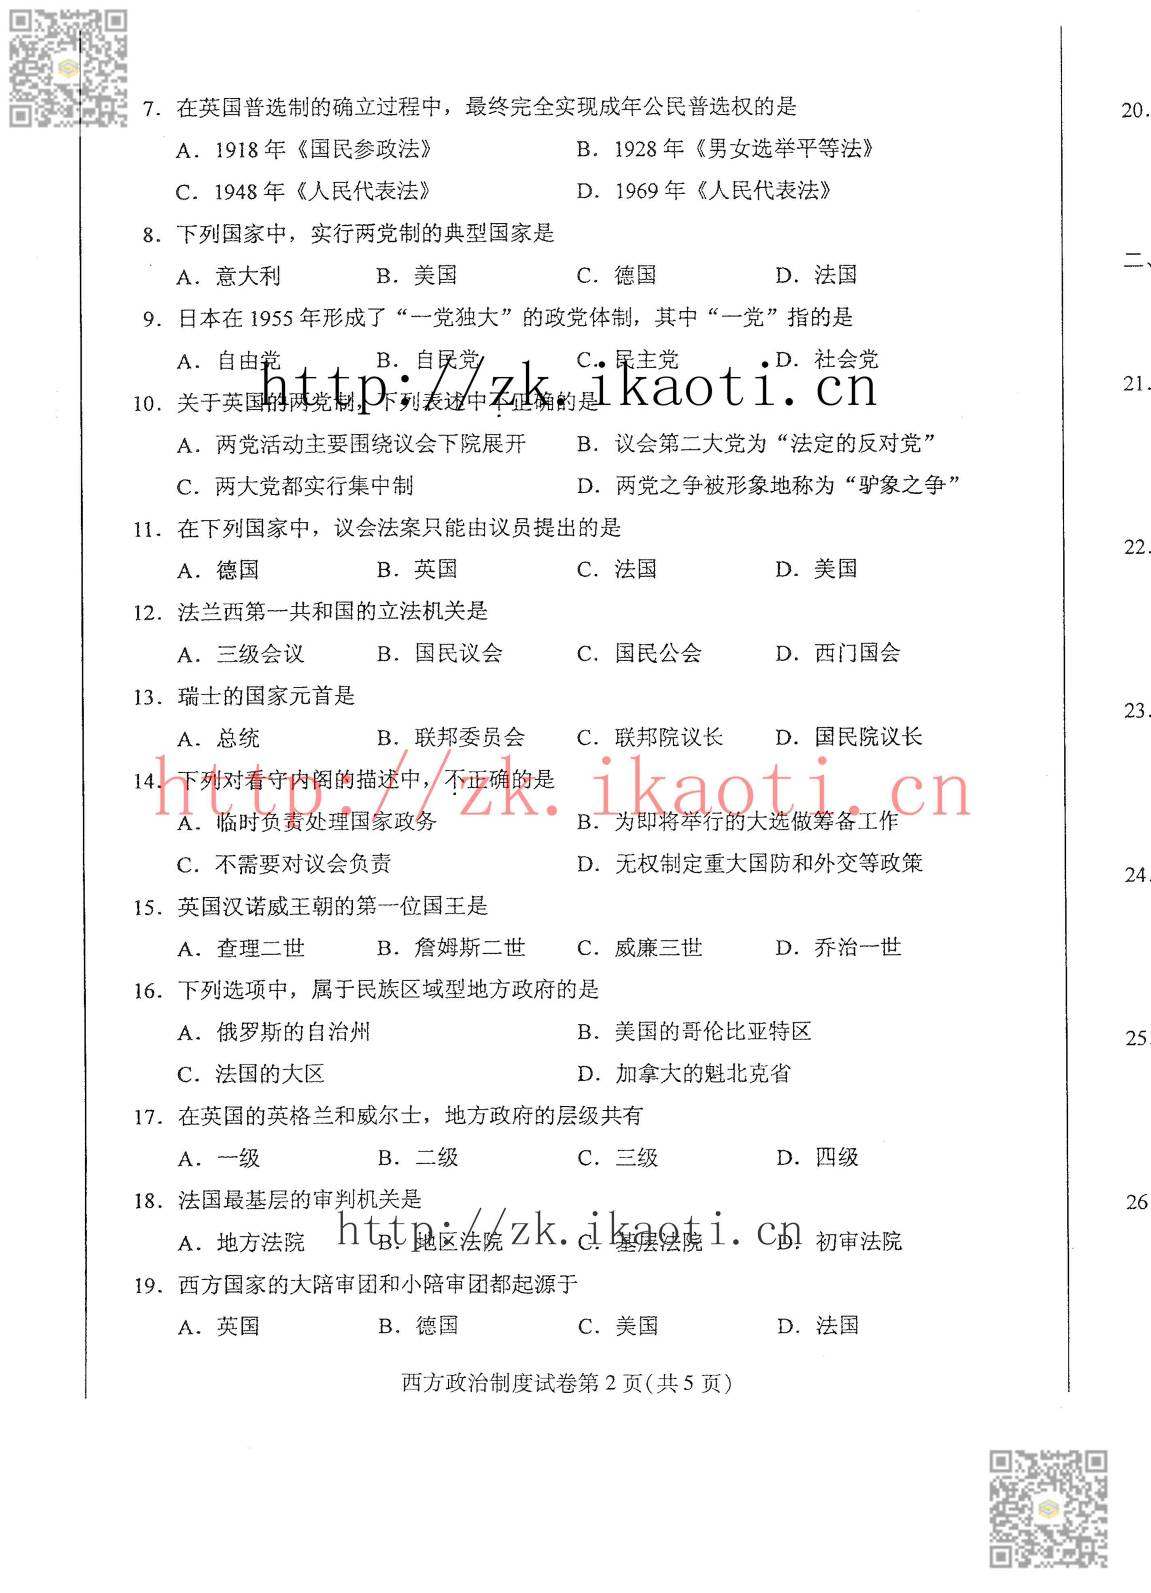 7. 在英国普选制的确立过程中，最终完全实现成年公民普选权的是
A. 1918 年《国民参政法》 B. 1928 年《男女选举平等法》
C. 1948 年《人民代表法》 D. 1969 年《人民代表法》
8. 下列国家中，实行两党制的典型国家是
A. 意大利 B. 美国 C. 德国 D. 法国
9. 日本在 1955 年形成了“一党独大”的政党体制，其中“一党”指的是
A. 自由党 B. 自民党 C. 民主党 D. 社会党
http://zk.ikaoti.cn
10. 关于英国的两党制，下列表述中不正确的是
A. 两党活动主要围绕议会下院展开 B. 议会第二大党为“法定的反对党”
C. 两大党都实行集中制 D. 两党之争被形象地称为“驴象之争”
11. 在下列国家中，议会法案只能由议员提出的是
A. 德国 B. 英国 C. 法国 D. 美国
12. 法兰西第一共和国的立法机关是
A. 三级会议 B. 国民议会 C. 国民公会 D. 西门国会
13. 瑞士的国家元首是
A. 总统 B. 联邦委员会 C. 联邦院议长 D. 国民院议长
14. 下列对看守内阁的描述中，不正确的是
http://zk.ikaoti.cn
A. 临时负责处理国家政务 B. 为即将举行的大选做筹备工作
C. 不需要对议会负责 D. 无权制定重大国防和外交等政策
15. 英国汉诺威王朝的第一位国王是
A. 查理二世 B. 詹姆斯二世 C. 威廉三世 D. 乔治一世
16. 下列选项中，属于民族区域型地方政府的是
A. 俄罗斯的自治州 B. 美国的哥伦比亚特区
C. 法国的大区 D. 加拿大的魁北克省
17. 在英国的英格兰和威尔士，地方政府的层级共有
A. 一级 B. 二级 C. 三级 D. 四级
18. 法国最基层的审判机关是
http://zk.ikaoti.cn
A. 地方法院 B. 地区法院 C. 基层法院 D. 初审法院
19. 西方国家的大陪审团和小陪审团都起源于
A. 英国 B. 德国 C. 美国 D. 法国
西方政治制度试卷第 2 页(共 5 页)
20.
二、
21.
22.
23.
24.
25.
26